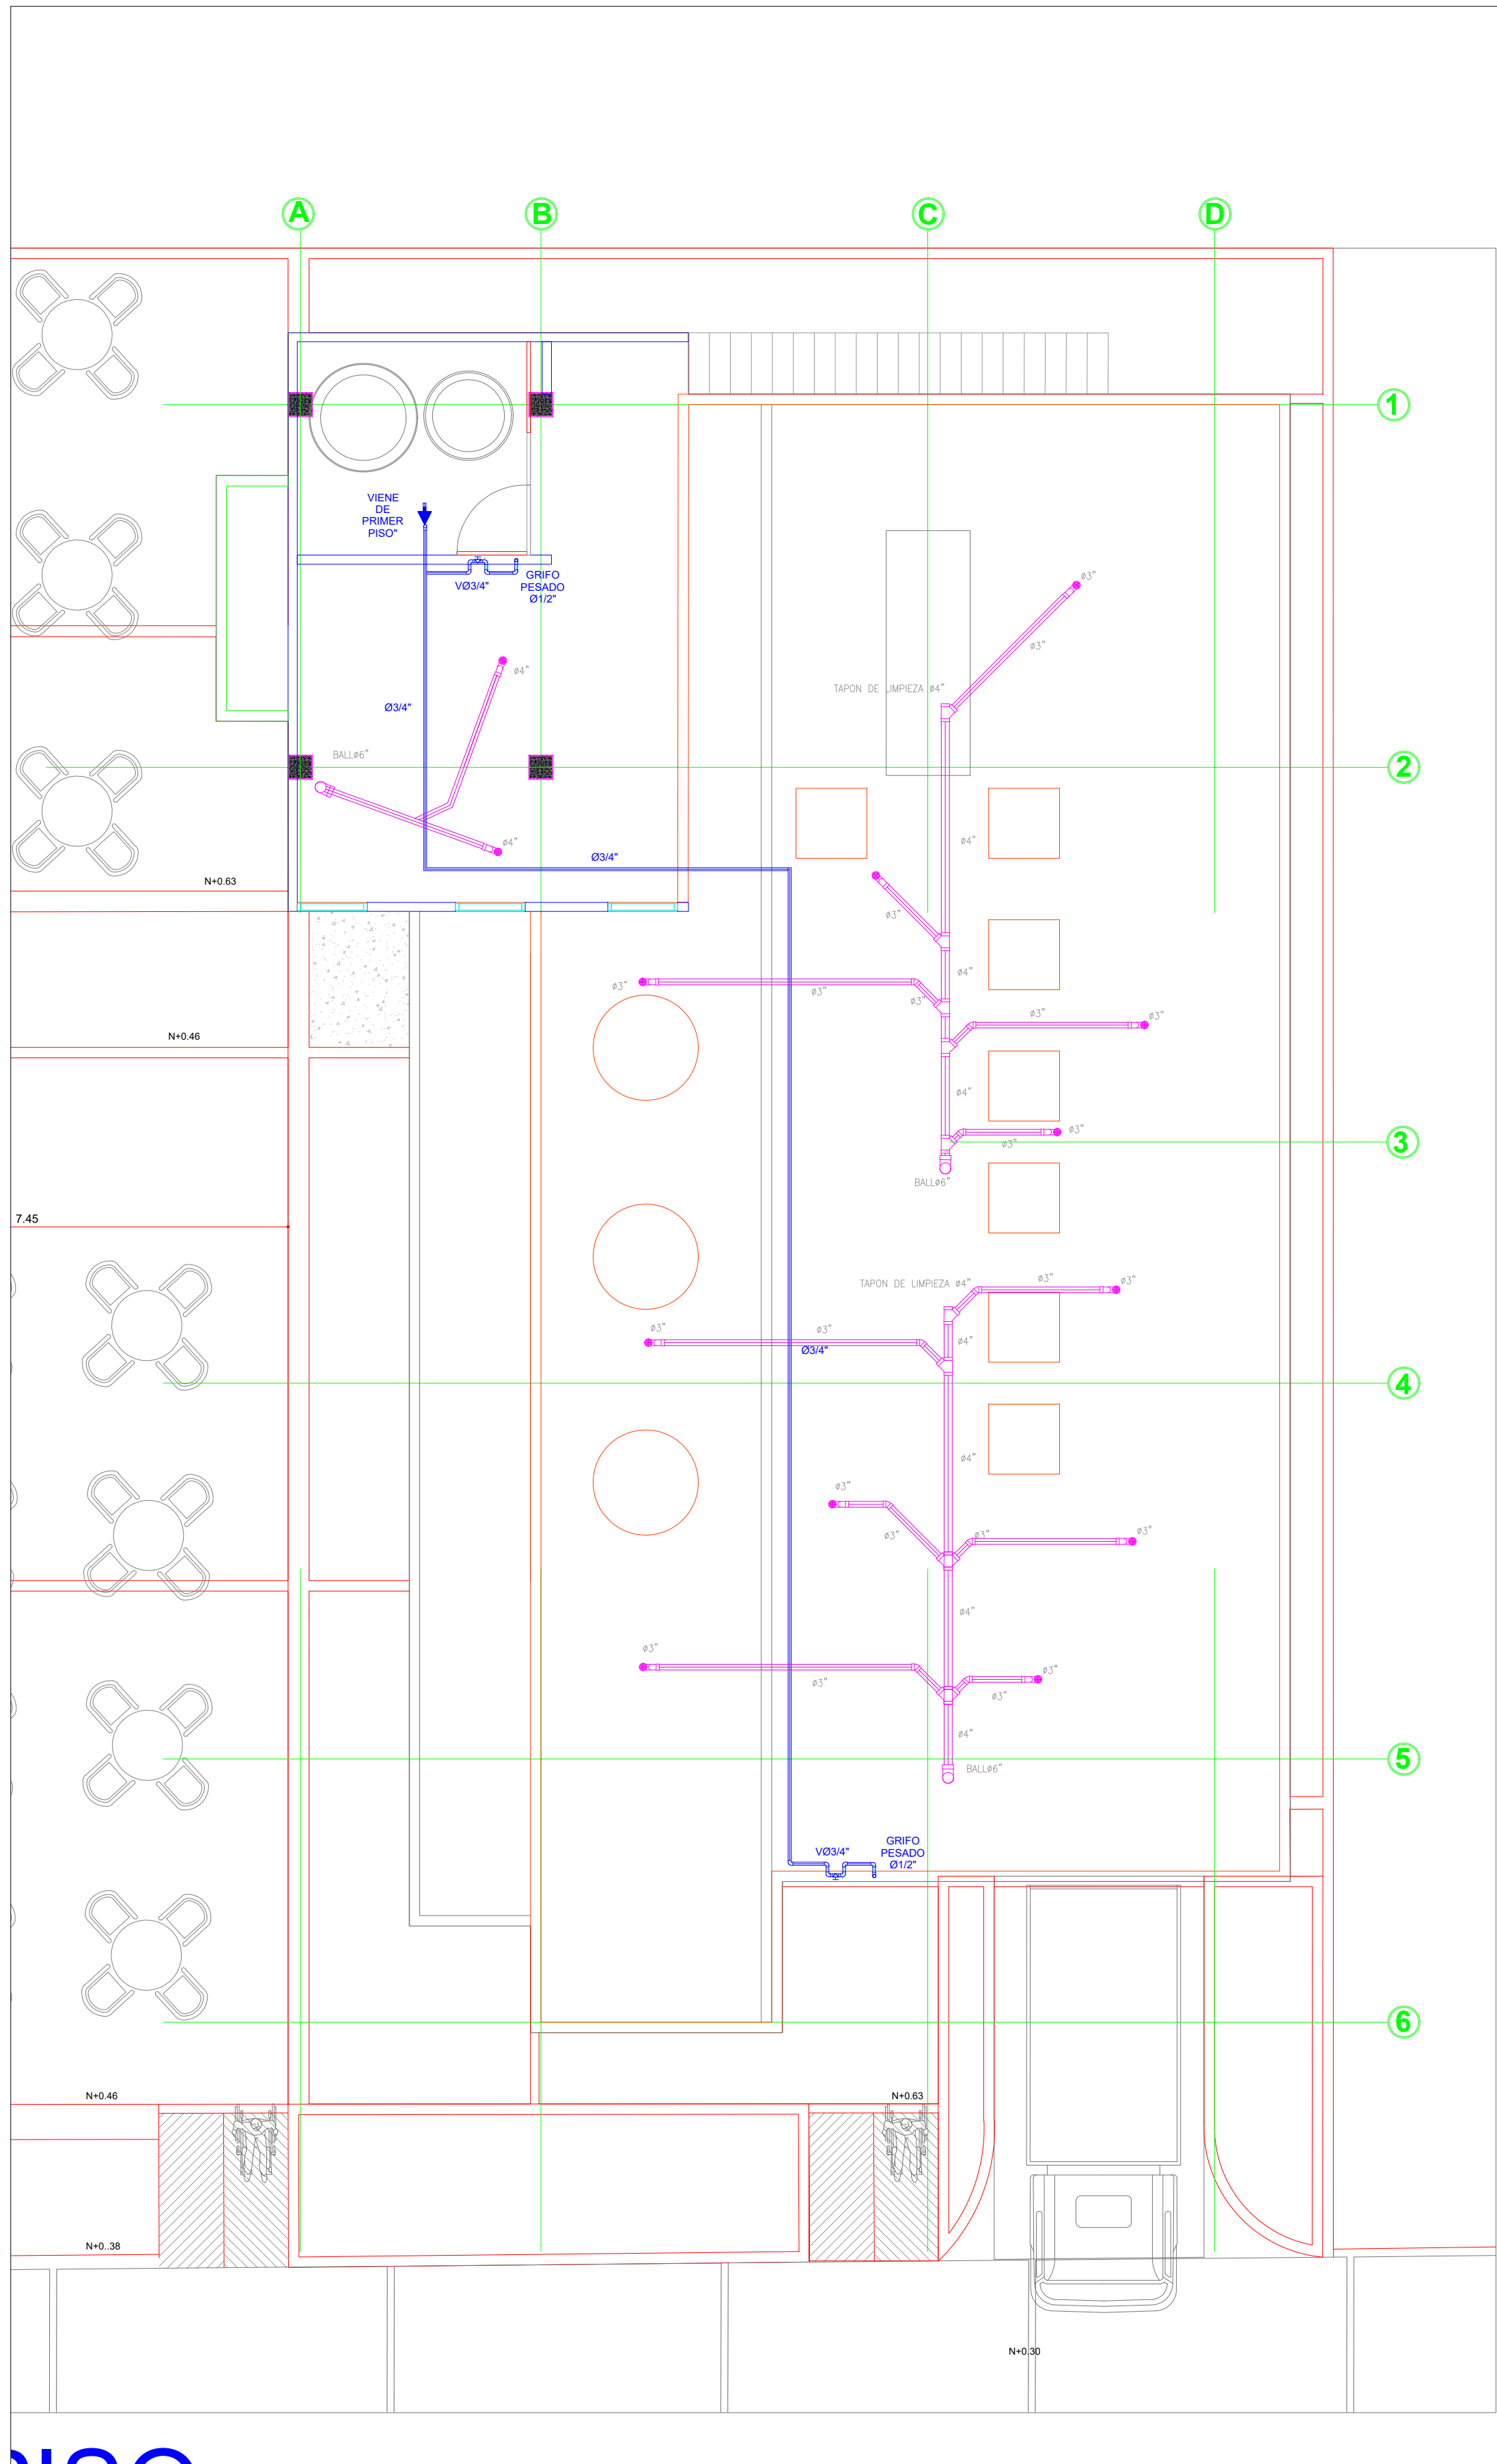 A B C D
1
VIENE
DE
PRIMER
PISO"
VØ3/4"
GRIFO
PESADO
Ø1/2"
ø3"
ø3"
ø4"
TAPON DE LIMPIEZA ø4"
Ø3/4"
BALLø6"
2
ø4"
ø4"
Ø3/4"
N+0.63
ø3"
ø4"
ø3"
ø3"
ø3"
ø3"
ø3"
N+0.46
ø4"
ø3"
ø3"
3
BALLø6"
7.45
TAPON DE LIMPIEZA ø4"
ø3"
ø3"
ø3"
ø3"
ø4"
Ø3/4"
4
ø4"
ø3"
ø3"
ø3"
ø3"
ø4"
ø3"
ø3"
ø3"
ø3"
ø4"
5
BALLø6"
VØ3/4"
GRIFO
PESADO
Ø1/2"
6
N+0.46
N+0.63
N+0..38
N+0.30
PISO